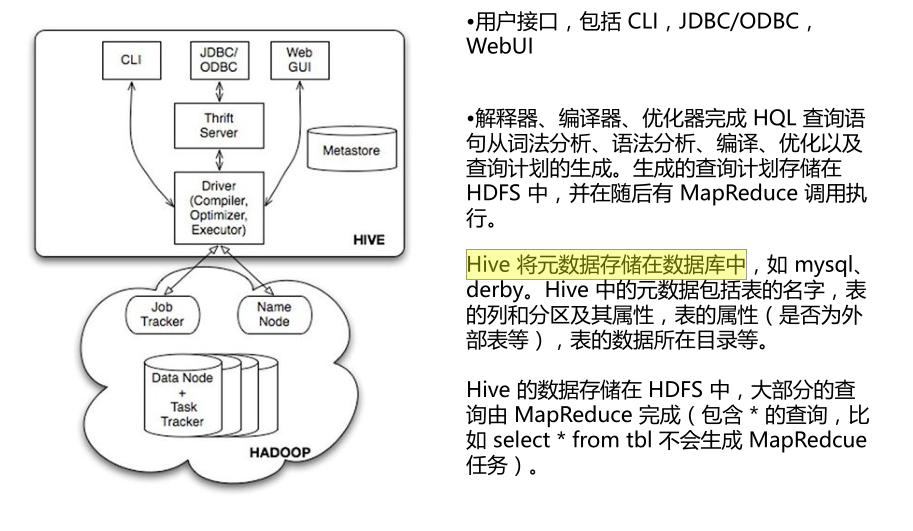 CLI
JDBC/
ODBC
Web
GUI
Thrift
Server
Metastore
Driver
(Compiler,
Optimizer,
Executor)
HIVE
Job
Tracker
Name
Node
Data Node
+
Task
Tracker
HADOOP
•用户接口，包括 CLI，JDBC/ODBC，
WebUI
•解释器、编译器、优化器完成 HQL 查询语
句从词法分析、语法分析、编译、优化以及
查询计划的生成。生成的查询计划存储在
HDFS 中，并在随后有 MapReduce 调用执
行。
Hive 将元数据存储在数据库中，如 mysql、
derby。Hive 中的元数据包括表的名字，表
的列和分区及其属性，表的属性（是否为外
部表等），表的数据所在目录等。
Hive 的数据存储在 HDFS 中，大部分的查
询由 MapReduce 完成（包含 * 的查询，比
如 select * from tbl 不会生成 MapRedcue
任务）。